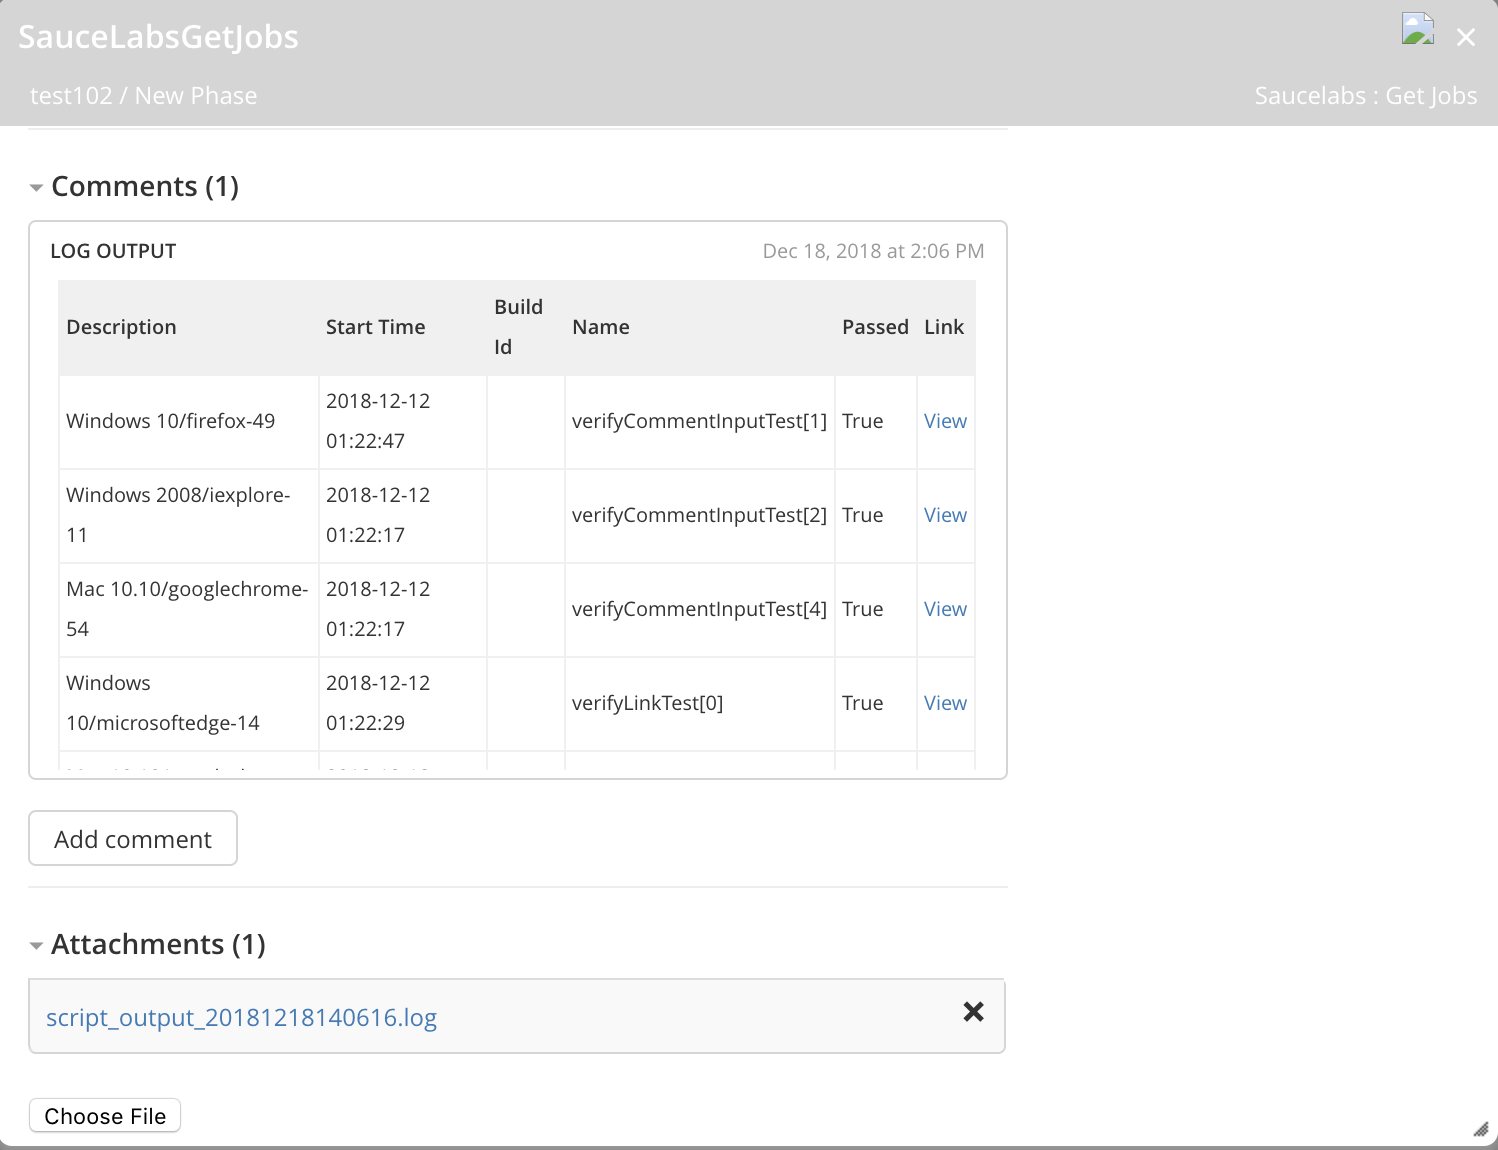 SauceLabsGetJobs
test102 / New Phase
Saucelabs : Get Jobs
Comments (1)
LOG OUTPUT
Dec 18, 2018 at 2:06 PM
Description Start Time Build Id Name Passed Link
Windows 10/firefox-49 2018-12-12 01:22:47 verifyCommentInputTest[1] True View
Windows 2008/iexplore-11 2018-12-12 01:22:17 verifyCommentInputTest[2] True View
Mac 10.10/googlechrome-54 2018-12-12 01:22:17 verifyCommentInputTest[4] True View
Windows 10/microsoftedge-14 2018-12-12 01:22:29 verifyLinkTest[0] True View
Add comment
Attachments (1)
script_output_20181218140616.log
Choose File